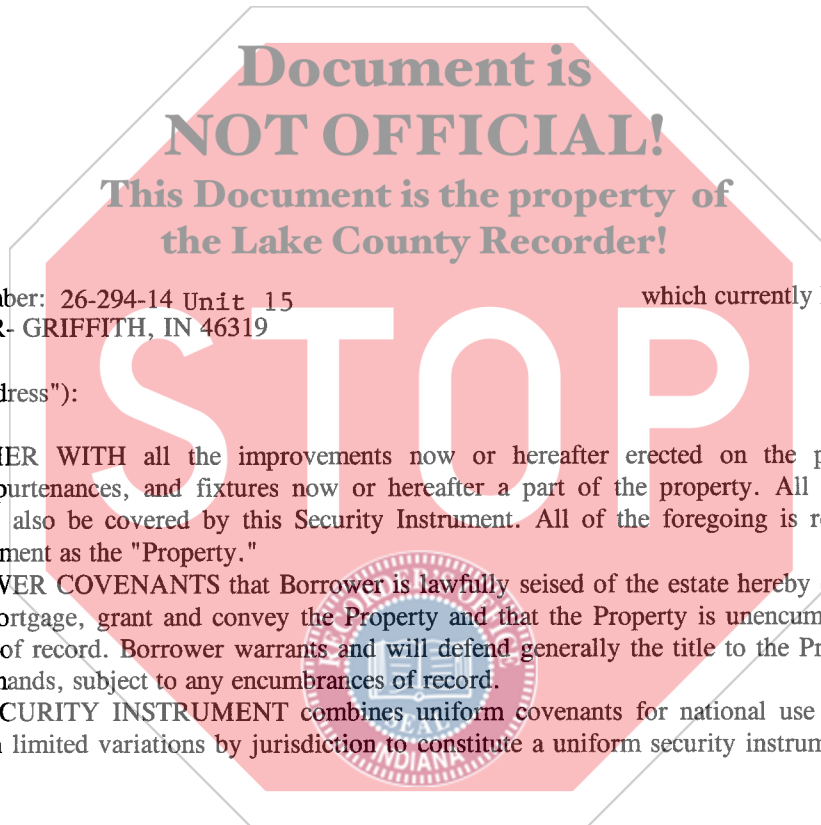 Document is
NOT OFFICIAL!
This Document is the property of
the Lake County Recorder!
ber: 26-294-14 Unit 15 which currently
R- GRIFFITH, IN 46319
dress"):
STOP
ER WITH all the improvements now or hereafter erected on the p
purtenances, and fixtures now or hereafter a part of the property. All
also be covered by this Security Instrument. All of the foregoing is r
ment as the "Property."
WER COVENANTS that Borrower is lawfully seised of the estate hereby
ortgage, grant and convey the Property and that the Property is unencum
of record. Borrower warrants and will defend generally the title to the Pr
mands, subject to any encumbrances of record.
CURITY INSTRUMENT combines uniform covenants for national use
limited variations by jurisdiction to constitute a uniform security instrum
RECORDER'S OFFICE
SEAL
INDIANA